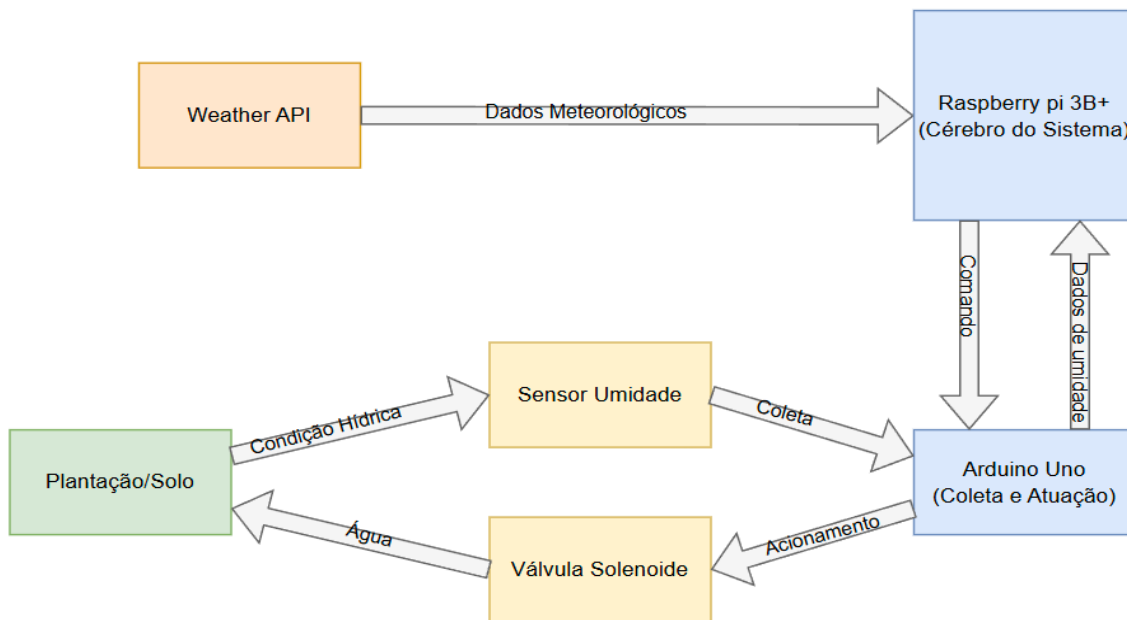 Weather API
Dados Meteorológicos
Raspberry pi 3B+
(Cérebro do Sistema)
Comando
Dados de umidade
Sensor Umidade
Condição Hídrica
Coleta
Plantação/Solo
Arduino Uno
(Coleta e Atuação)
Água
Válvula Solenoide
Acionamento